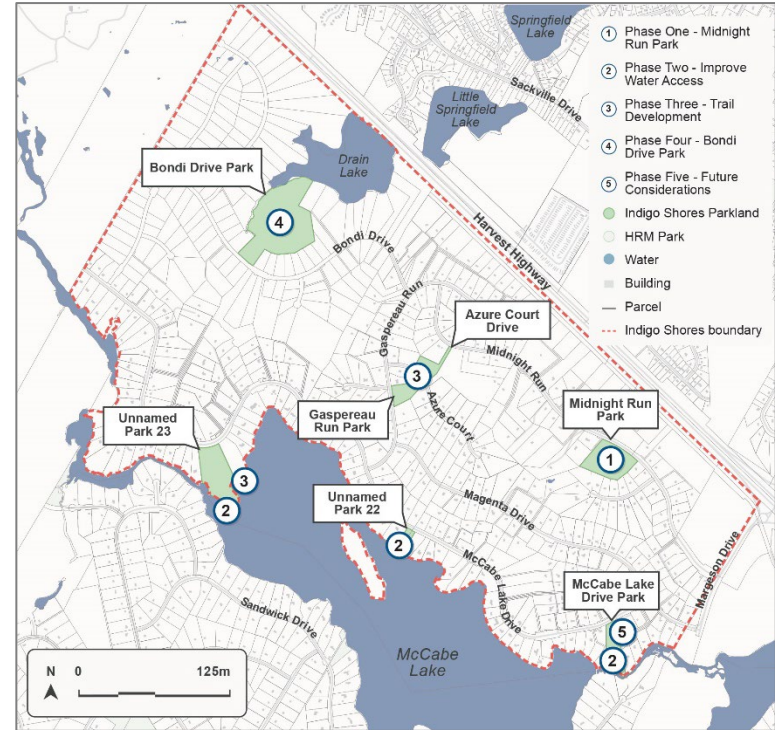 Springfield
Lake
Sackville Drive
Little
Springfield
Lake
Drain
Lake
Bondi Drive Park
4
Bondi Drive
Harvest Highway
Gaspereau Run
Azure Court
Drive
Midnight Run
3
Gaspereau
Run Park
Azure Court
Midnight Run
Park
1
Unnamed
Park 23
3
2
Unnamed
Park 22
2
Magenta Drive
McCabe Lake Drive
McCabe Lake
Drive Park
5
2
Margeson Drive
Sandwick Drive
McCabe
Lake
N 0 125m
1 Phase One - Midnight
Run Park
2 Phase Two - Improve
Water Access
3 Phase Three - Trail
Development
4 Phase Four - Bondi
Drive Park
5 Phase Five - Future
Considerations
Indigo Shores Parkland
HRM Park
Water
Building
Parcel
Indigo Shores boundary